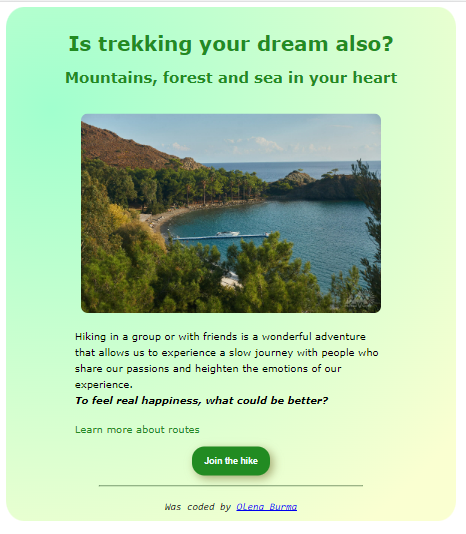 Is trekking your dream also?
Mountains, forest and sea in your heart
Hiking in a group or with friends is a wonderful adventure
that allows us to experience a slow journey with people who
share our passions and heighten the emotions of our
experience.
To feel real happiness, what could be better?
Learn more about routes
Join the hike
Was coded by Olena Burma